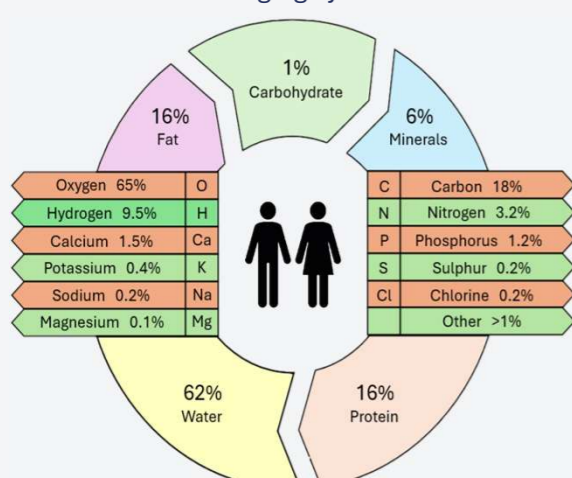 1%
Carbohydrate
16%
Fat
6%
Minerals
Oxygen 65% O
Hydrogen 9.5% H
Calcium 1.5% Ca
Potassium 0.4% K
Sodium 0.2% Na
Magnesium 0.1% Mg
C Carbon 18%
N Nitrogen 3.2%
P Phosphorus 1.2%
S Sulphur 0.2%
Cl Chlorine 0.2%
Other >1%
62%
Water
16%
Protein